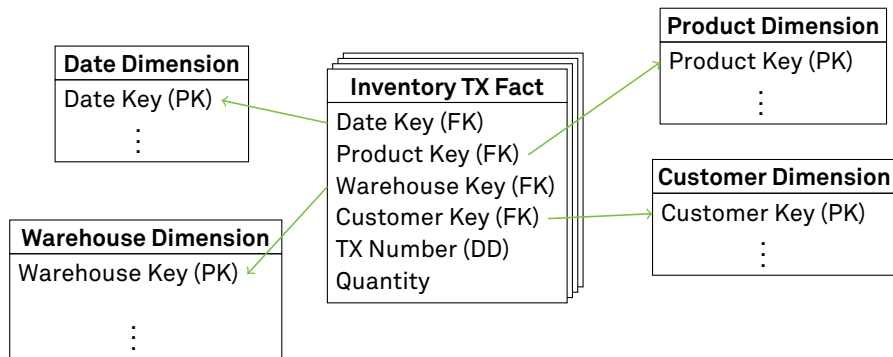 Date Dimension
Date Key (PK)
Warehouse Dimension
Warehouse Key (PK)
Inventory TX Fact
Date Key (FK)
Product Key (FK)
Warehouse Key (FK)
Customer Key (FK)
TX Number (DD)
Quantity
Product Dimension
Product Key (PK)
Customer Dimension
Customer Key (PK)